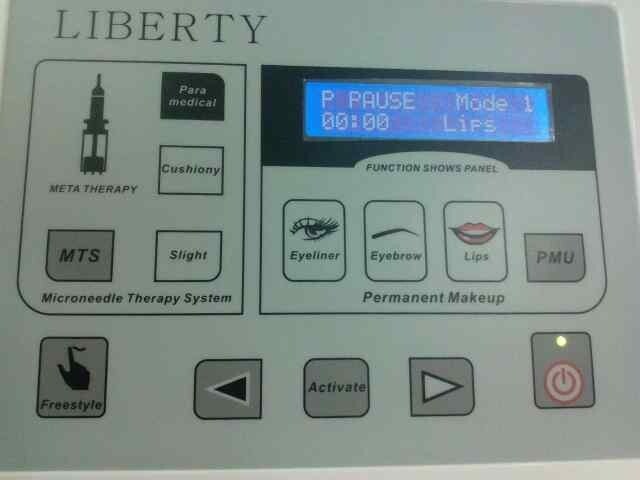 LIBERTY
Para
medical
Cushiony
META THERAPY
MTS
Slight
Microneedle Therapy System
P PAUSE Mode 1
00:00 Lips
FUNCTION SHOWS PANEL
Eyeliner
Eyebrow
Lips
PMU
Permanent Makeup
Freestyle
Activate